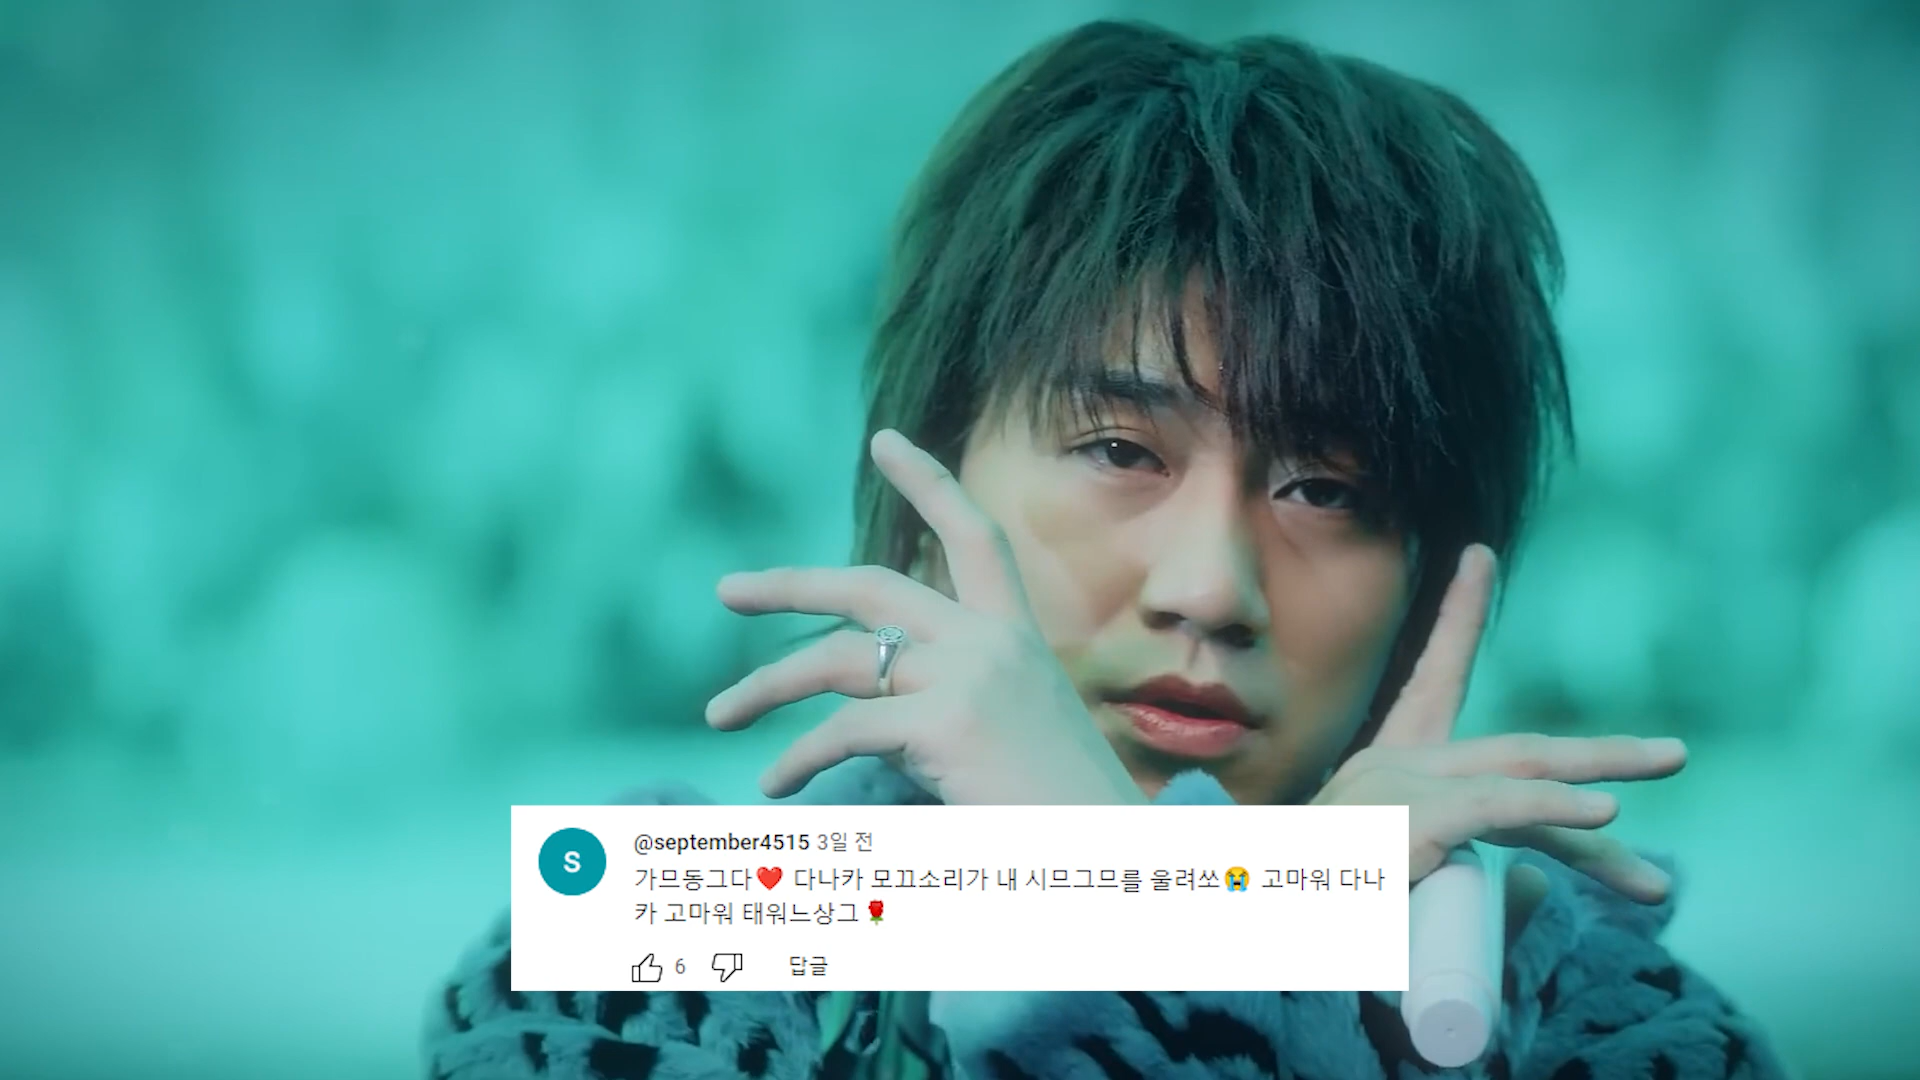 S
@september4515 3일 전
가므동그다❤️ 다나카 모끄소리가 내 시므그므를 울려쏘😭 고마워 다나
카 고마워 태워느상그🌹
6 답글